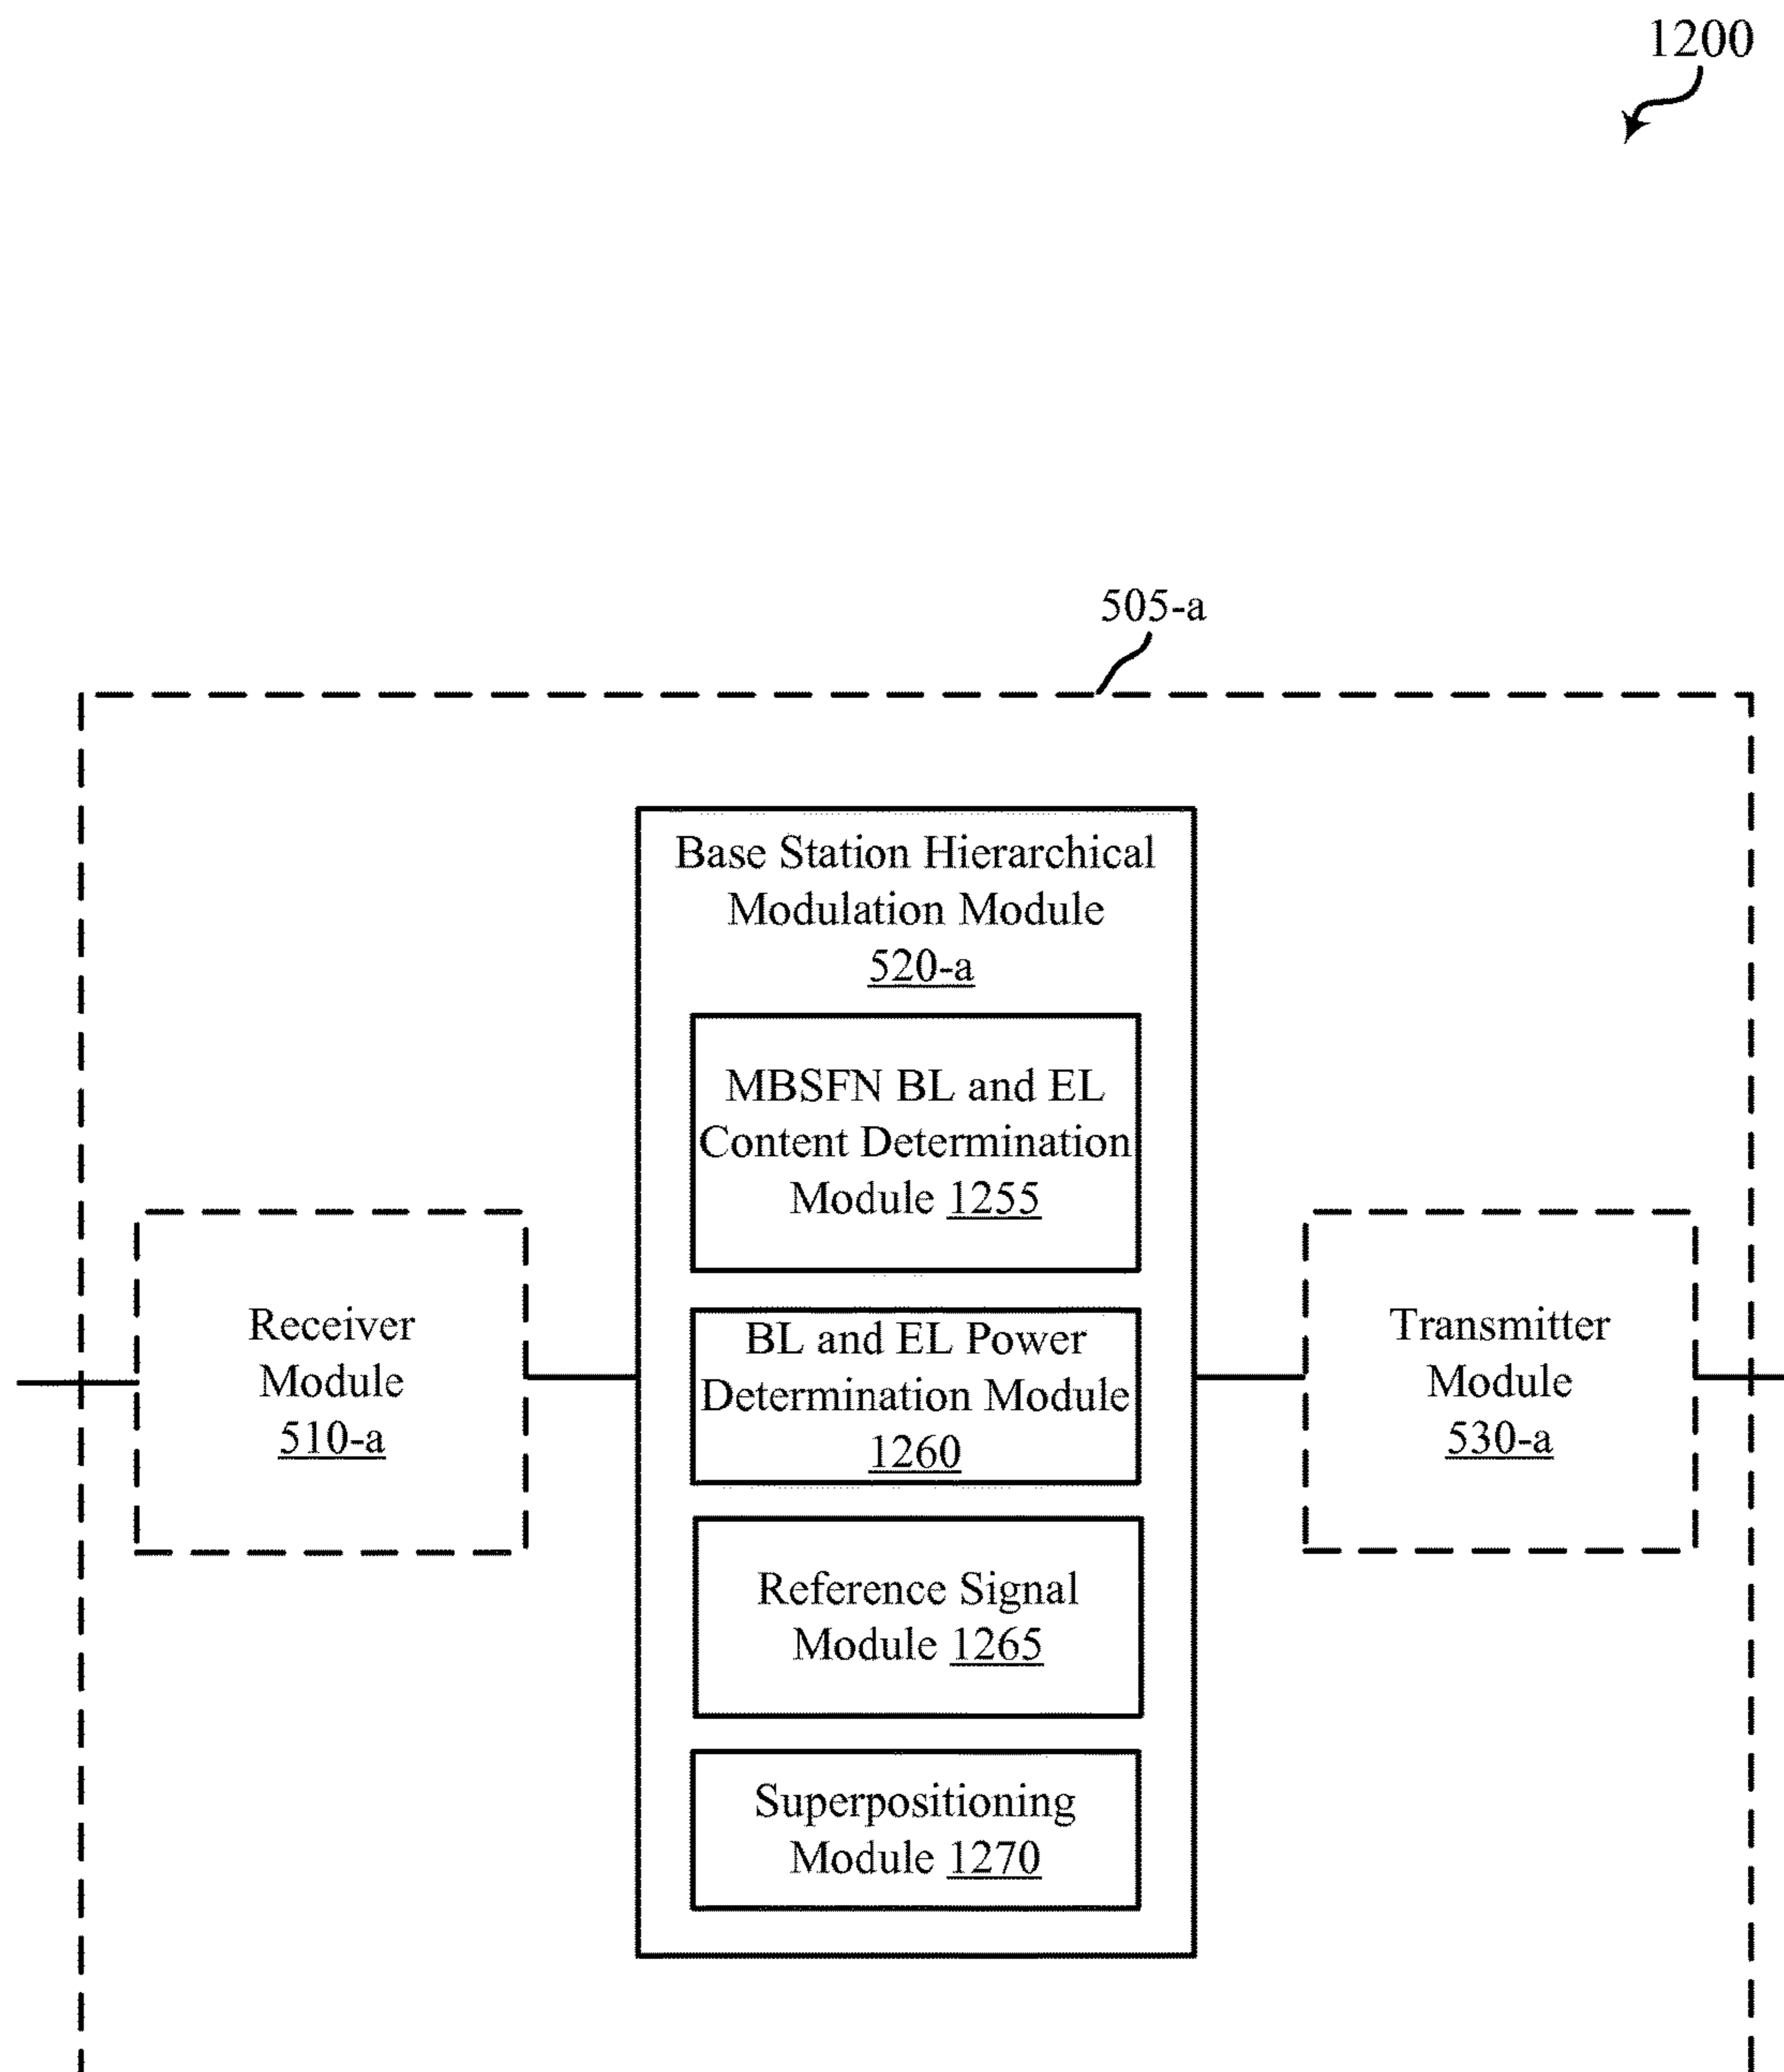 1200
505-a
Base Station Hierarchical
Modulation Module
520-a
MBSFN BL and EL
Content Determination
Module 1255
BL and EL Power
Determination Module
1260
Reference Signal
Module 1265
Superpositioning
Module 1270
Receiver
Module
510-a
Transmitter
Module
530-a